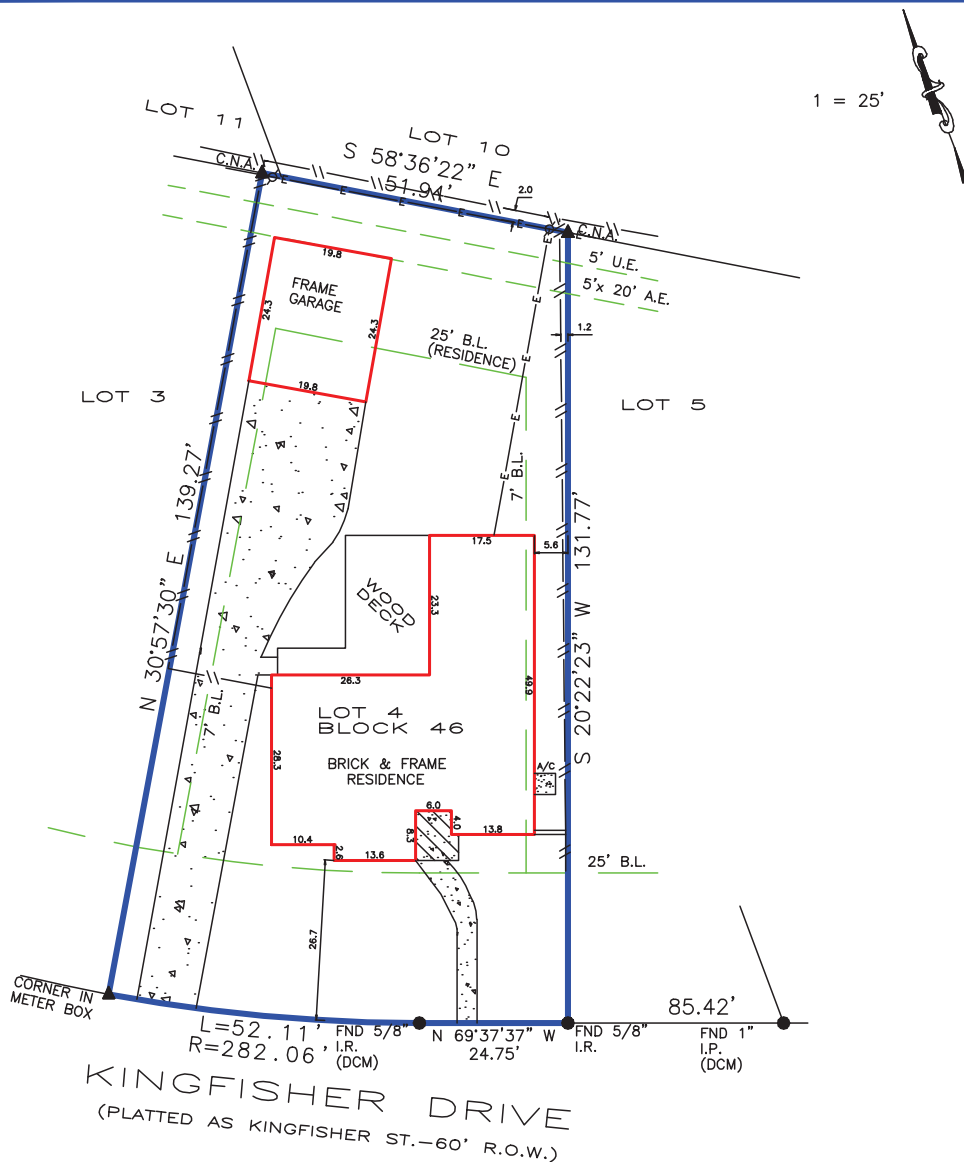 1 = 25'
LOT 11
LOT 10
C.N.A.
S 58°36'22" E
51.94'
2.0
C.N.A.
5' U.E.
5'x 20' A.E.
1.2
19.8
FRAME
GARAGE
24.3
24.3
19.8
25' B.L.
(RESIDENCE)
LOT 3
LOT 5
N 30°57'30" E 139.27'
7' B.L.
S 20°22'23" W 131.77'
17.5
5.6
WOOD
DECK
23.3
49.9
26.3
7' B.L.
LOT 4
BLOCK 46
BRICK & FRAME
RESIDENCE
28.3
A/C
6.0
4.0
8.3
13.8
10.4
2.6
13.6
25' B.L.
26.7
CORNER IN
METER BOX
L=52.11'
R=282.06'
FND 5/8"
I.R.
(DCM)
N 69°37'37" W
24.75'
FND 5/8"
I.R.
85.42'
FND 1"
I.P.
(DCM)
KINGFISHER DRIVE
(PLATTED AS KINGFISHER ST.-60' R.O.W.)
E
E
E
E
E
E
E
E
E
E
E